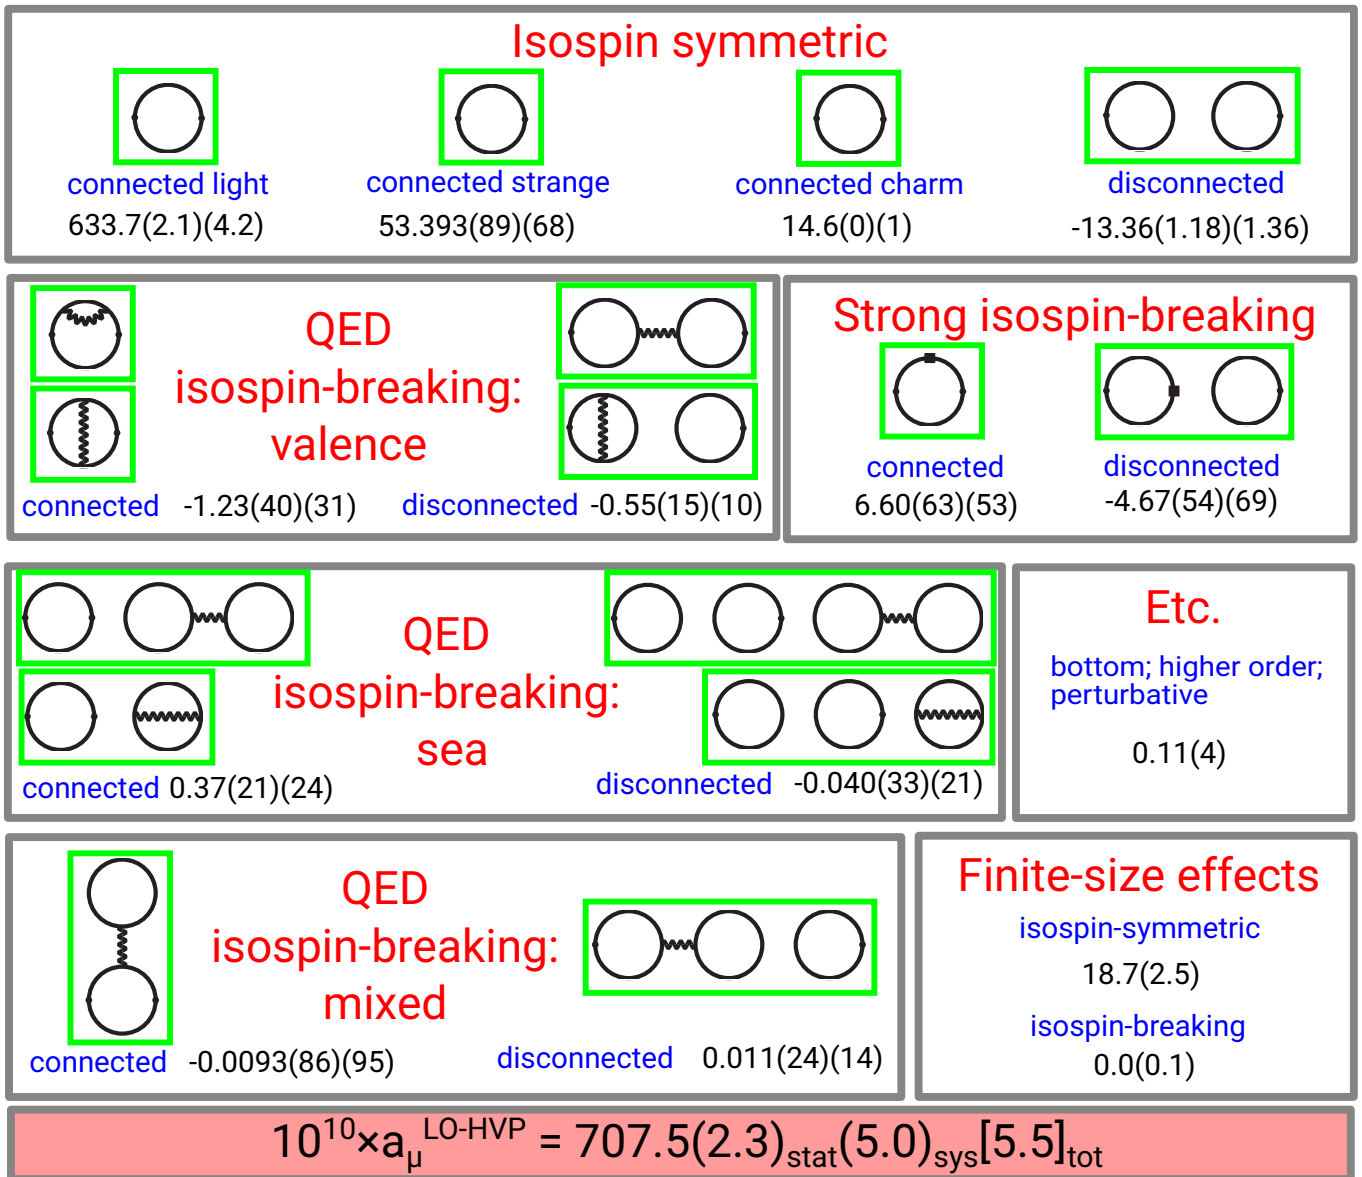 Isospin symmetric
connected light
633.7(2.1)(4.2)
connected strange
53.393(89)(68)
connected charm
14.6(0)(1)
disconnected
-13.36(1.18)(1.36)
QED
isospin-breaking:
valence
connected -1.23(40)(31)
disconnected -0.55(15)(10)
Strong isospin-breaking
connected
6.60(63)(53)
disconnected
-4.67(54)(69)
QED
isospin-breaking:
sea
connected 0.37(21)(24)
disconnected -0.040(33)(21)
Etc.
bottom; higher order;
perturbative
0.11(4)
QED
isospin-breaking:
mixed
connected -0.0093(86)(95)
disconnected 0.011(24)(14)
Finite-size effects
isospin-symmetric
18.7(2.5)
isospin-breaking
0.0(0.1)
10¹⁰×aμ^LO-HVP = 707.5(2.3)stat(5.0)sys[5.5]tot